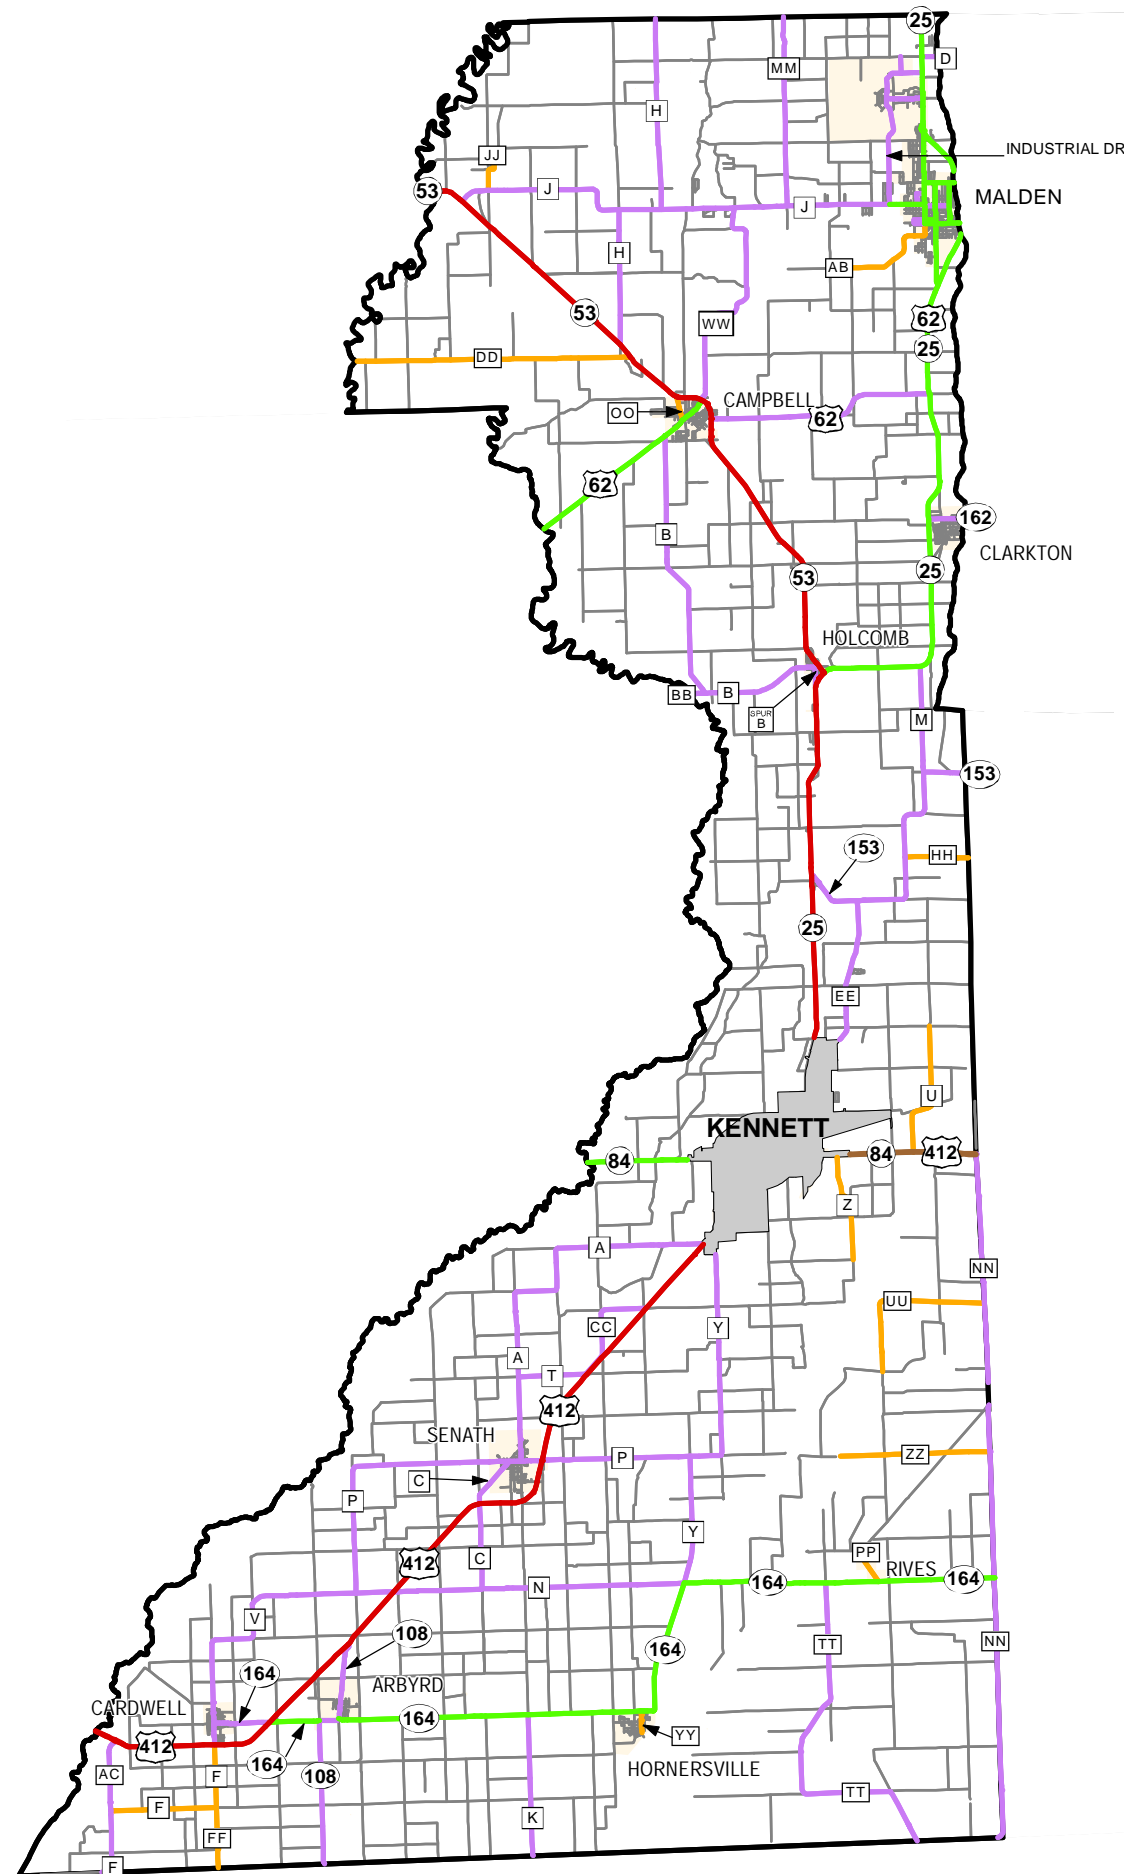 25
D
MM
H
INDUSTRIAL DR
JJ
53
J
MALDEN
J
H
AB
53
62
WW
25
DD
CAMPBELL
OO
62
62
162
B
CLARKTON
25
53
HOLCOMB
BB
B
SPUR
B
M
153
153
HH
25
EE
U
KENNETT
84
84
412
Z
A
NN
UU
CC
Y
A
T
412
SENATH
P
ZZ
C
P
Y
PP
412
C
RIVES
164
164
N
V
108
TT
NN
164
164
ARBYRD
CARDWELL
164
YY
412
164
HORNERSVILLE
AC
F
108
TT
F
K
FF
F